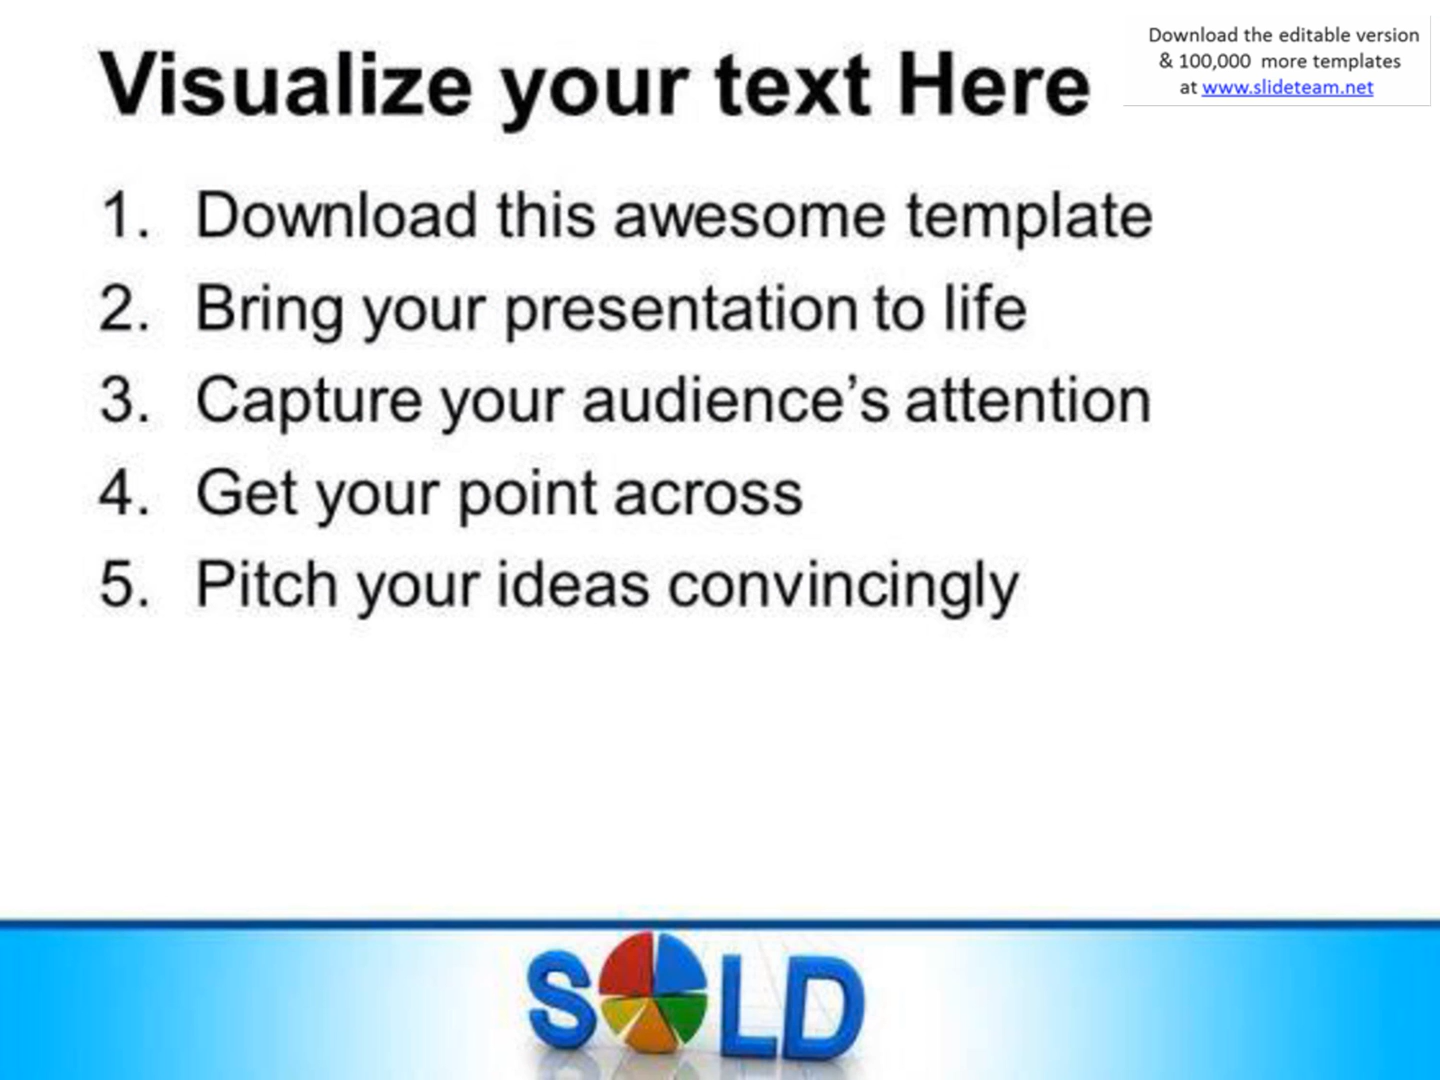 Visualize your text Here
Download the editable version
& 100,000 more templates
at www.slideteam.net
1. Download this awesome template
2. Bring your presentation to life
3. Capture your audience’s attention
4. Get your point across
5. Pitch your ideas convincingly
SOLD